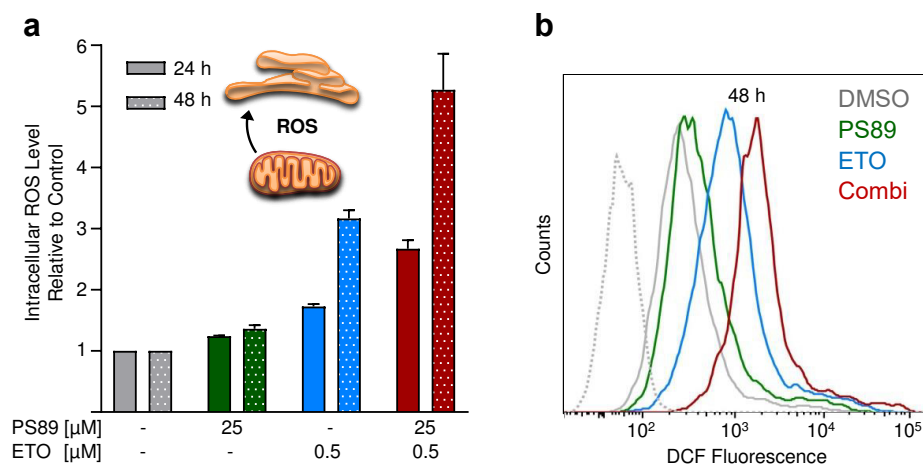 a
6
5
4
3
2
1
Intracellular ROS Level
Relative to Control
24 h
48 h
ROS
PS89 [µM] - 25 - 25
ETO [µM] - - 0.5 0.5
b
48 h
DMSO
PS89
ETO
Combi
Counts
10² 10³ 10⁴ 10⁵
DCF Fluorescence